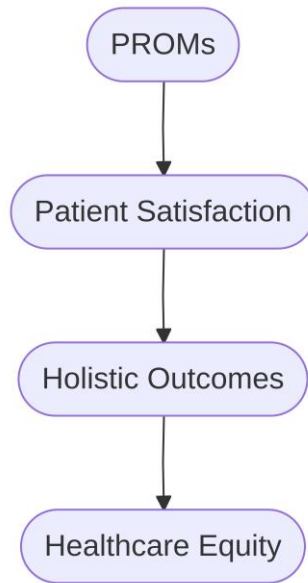 PROMs
Patient Satisfaction
Holistic Outcomes
Healthcare Equity